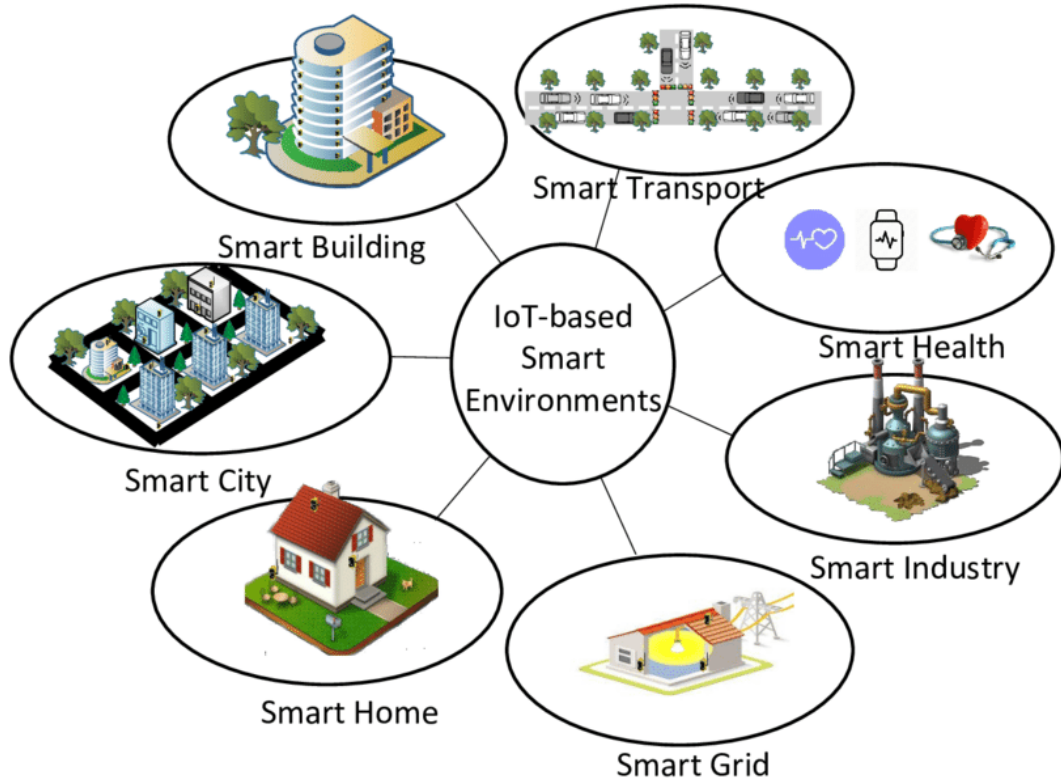 Smart Transport
Smart Building
IoT-based
Smart
Environments
Smart Health
Smart City
Smart Industry
Smart Home
Smart Grid